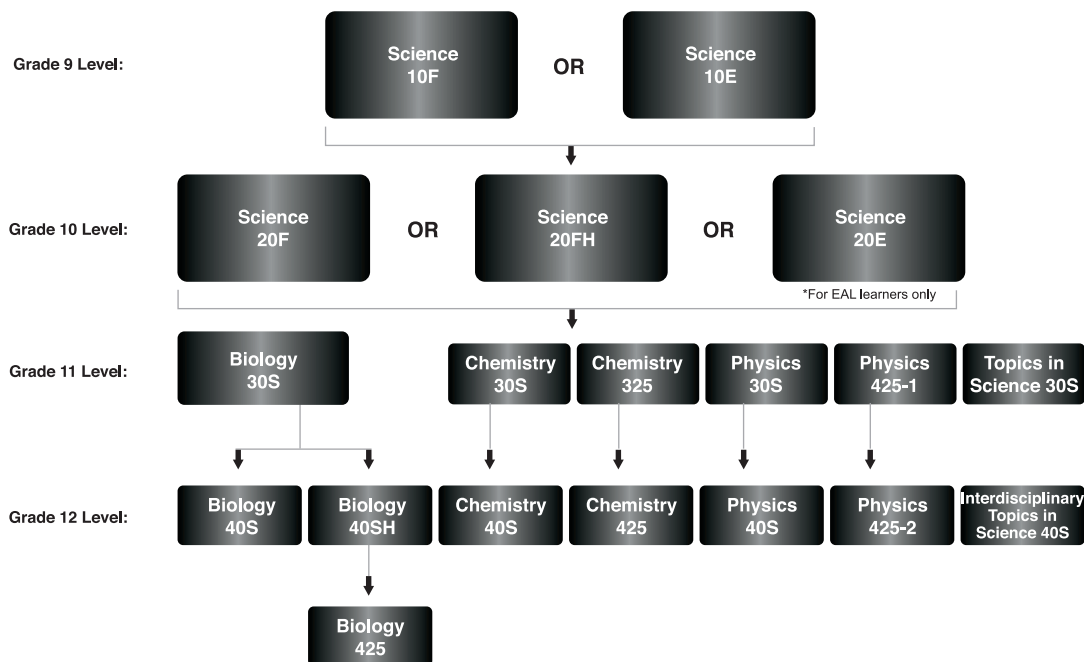 Grade 9 Level:
Science
10F
OR
Science
10E
Grade 10 Level:
Science
20F
OR
Science
20FH
OR
Science
20E
*For EAL learners only
Grade 11 Level:
Biology
30S
Chemistry
30S
Chemistry
325
Physics
30S
Physics
425-1
Topics in
Science 30S
Grade 12 Level:
Biology
40S
Biology
40SH
Chemistry
40S
Chemistry
425
Physics
40S
Physics
425-2
Interdisciplinary
Topics in
Science 40S
Biology
425